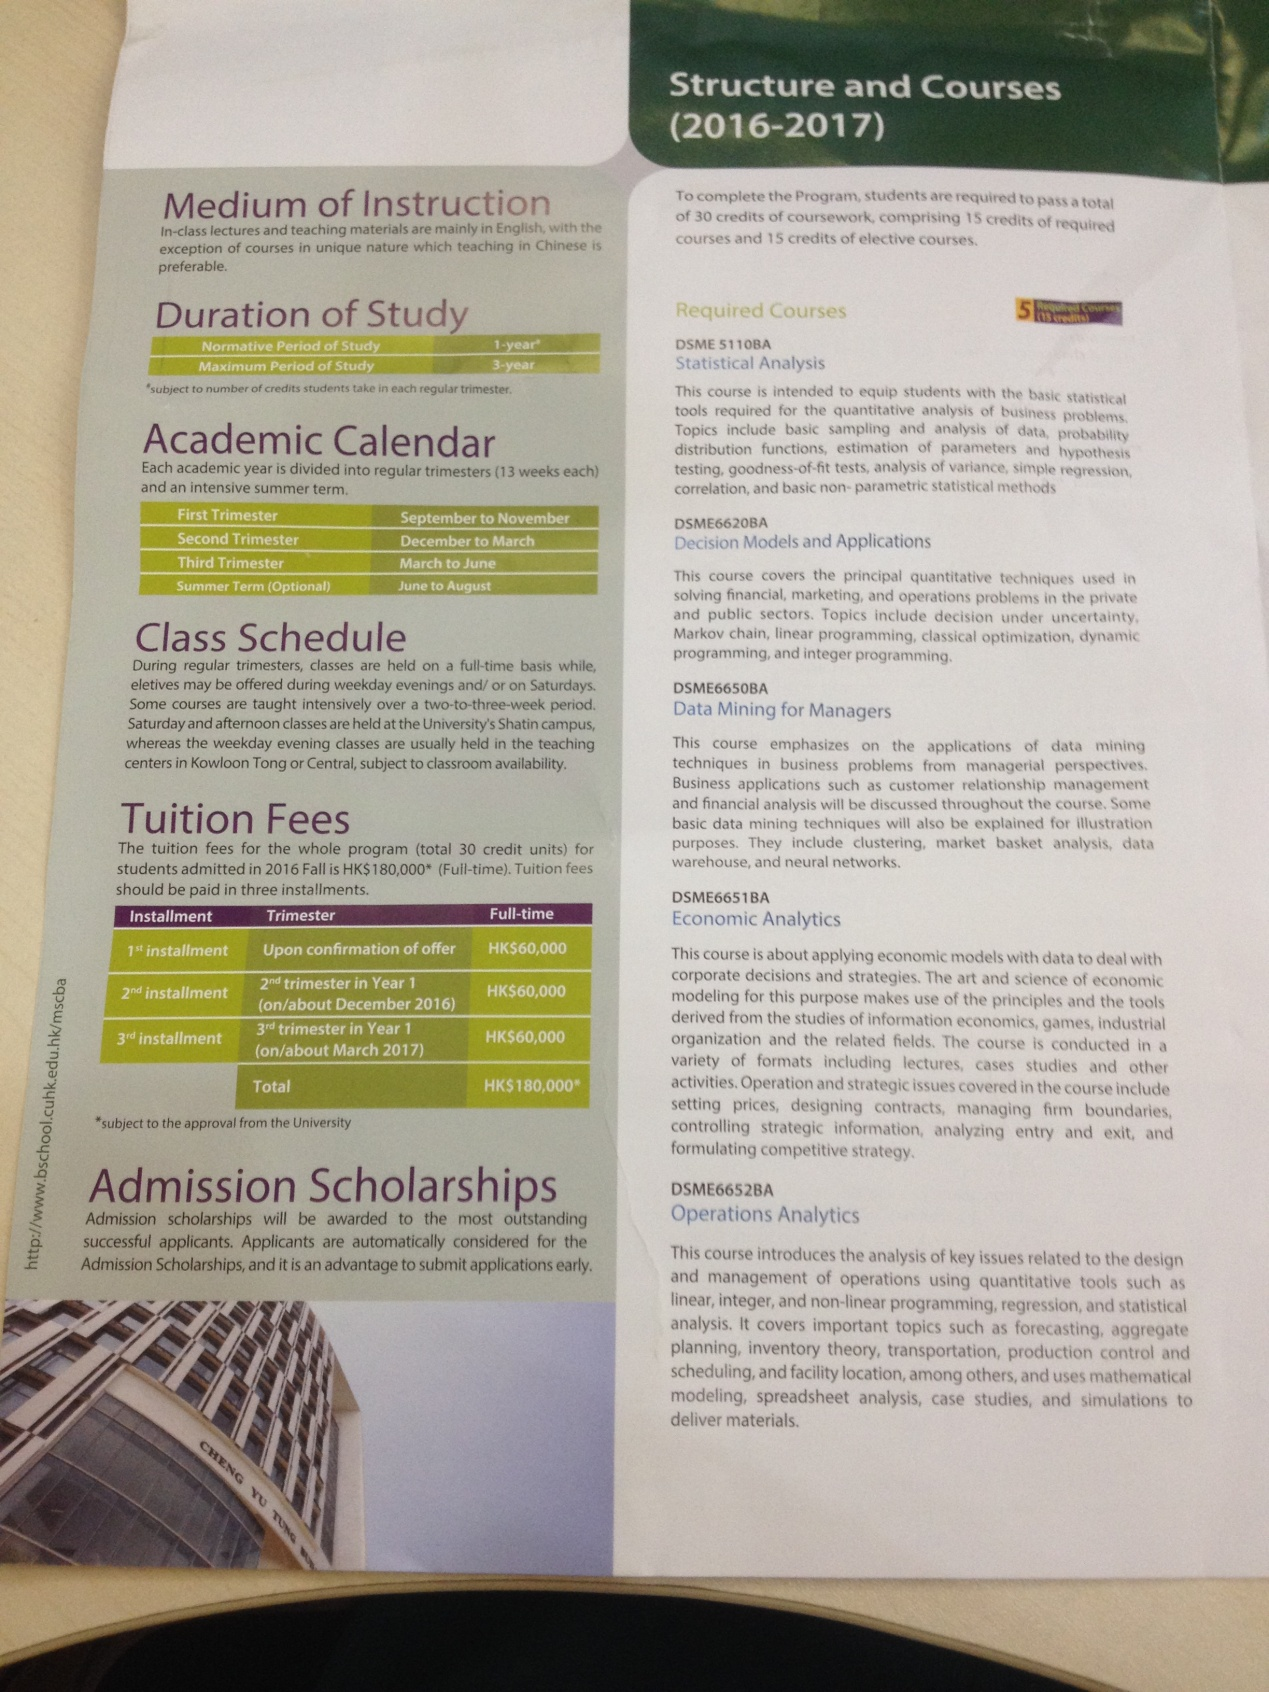 Medium of Instruction
In-class lectures and teaching materials are mainly in English, with the
exception of courses in unique nature which teaching in Chinese is
preferable.
Duration of Study
Normative Period of Study 1-year#
Maximum Period of Study 3-year
#subject to number of credits students take in each regular trimester.
Academic Calendar
Each academic year is divided into regular trimesters (13 weeks each)
and an intensive summer term.
First Trimester September to November
Second Trimester December to March
Third Trimester March to June
Summer Term (Optional) June to August
Class Schedule
During regular trimesters, classes are held on a full-time basis while,
eletives may be offered during weekday evenings and/ or on Saturdays.
Some courses are taught intensively over a two-to-three-week period.
Saturday and afternoon classes are held at the University's Shatin campus,
whereas the weekday evening classes are usually held in the teaching
centers in Kowloon Tong or Central, subject to classroom availability.
Tuition Fees
The tuition fees for the whole program (total 30 credit units) for
students admitted in 2016 Fall is HK$180,000* (Full-time). Tuition fees
should be paid in three installments.
Installment Trimester Full-time
1st installment Upon confirmation of offer HK$60,000
2nd installment 2nd trimester in Year 1
(on/about December 2016) HK$60,000
3rd installment 3rd trimester in Year 1
(on/about March 2017) HK$60,000
Total HK$180,000*
*subject to the approval from the University
Admission Scholarships
Admission scholarships will be awarded to the most outstanding
successful applicants. Applicants are automatically considered for the
Admission Scholarships, and it is an advantage to submit applications early.
http://www.bschool.cuhk.edu.hk/mscba
CHENG YU TUNG
Structure and Courses
(2016-2017)
To complete the Program, students are required to pass a total
of 30 credits of coursework, comprising 15 credits of required
courses and 15 credits of elective courses.
Required Courses
5 Required Courses
(15 credits)
DSME 5110BA
Statistical Analysis
This course is intended to equip students with the basic statistical
tools required for the quantitative analysis of business problems.
Topics include basic sampling and analysis of data, probability
distribution functions, estimation of parameters and hypothesis
testing, goodness-of-fit tests, analysis of variance, simple regression,
correlation, and basic non- parametric statistical methods
DSME6620BA
Decision Models and Applications
This course covers the principal quantitative techniques used in
solving financial, marketing, and operations problems in the private
and public sectors. Topics include decision under uncertainty,
Markov chain, linear programming, classical optimization, dynamic
programming, and integer programming.
DSME6650BA
Data Mining for Managers
This course emphasizes on the applications of data mining
techniques in business problems from managerial perspectives.
Business applications such as customer relationship management
and financial analysis will be discussed throughout the course. Some
basic data mining techniques will also be explained for illustration
purposes. They include clustering, market basket analysis, data
warehouse, and neural networks.
DSME6651BA
Economic Analytics
This course is about applying economic models with data to deal with
corporate decisions and strategies. The art and science of economic
modeling for this purpose makes use of the principles and the tools
derived from the studies of information economics, games, industrial
organization and the related fields. The course is conducted in a
variety of formats including lectures, cases studies and other
activities. Operation and strategic issues covered in the course include
setting prices, designing contracts, managing firm boundaries,
controlling strategic information, analyzing entry and exit, and
formulating competitive strategy.
DSME6652BA
Operations Analytics
This course introduces the analysis of key issues related to the design
and management of operations using quantitative tools such as
linear, integer, and non-linear programming, regression, and statistical
analysis. It covers important topics such as forecasting, aggregate
planning, inventory theory, transportation, production control and
scheduling, and facility location, among others, and uses mathematical
modeling, spreadsheet analysis, case studies, and simulations to
deliver materials.